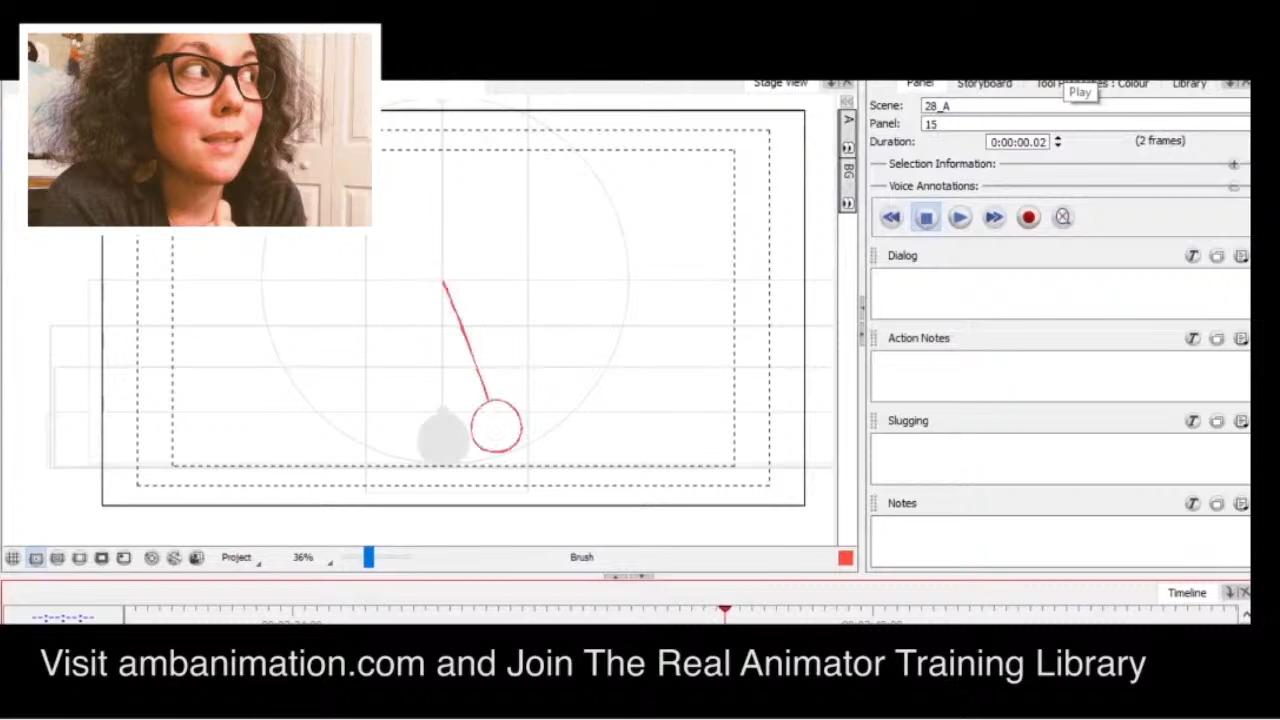 Stage View
Panel Storyboard Tool Properties : Colour Library
Play
Scene: 28_A
Panel: 15
Duration: 0:00:00.02 (2 frames)
Selection Information:
Voice Annotations:
A
BG
Dialog
Action Notes
Slugging
Notes
Project 36% Brush
Timeline
Visit ambanimation.com and Join The Real Animator Training Library